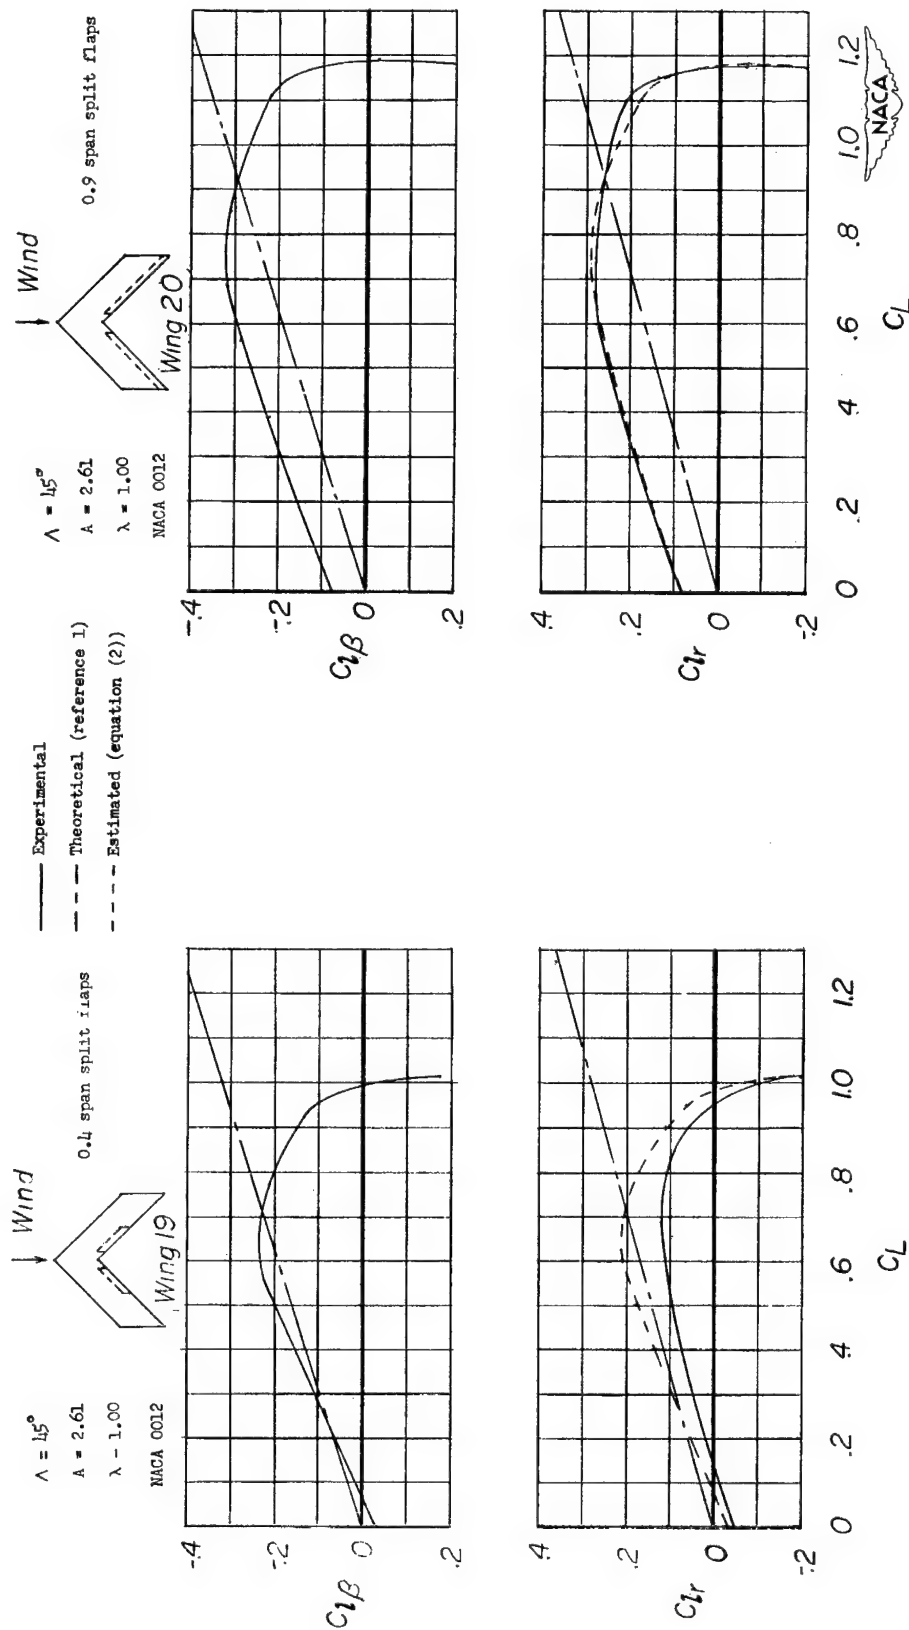 Λ = 45°
A = 2.61
λ - 1.00
NACA 0012
Wind
Wing 19
0.4 span split flaps
Experimental
Theoretical (reference 1)
Estimated (equation (2))
Λ = 45°
A = 2.61
λ = 1.00
NACA 0012
Wind
Wing 20
0.9 span split flaps
-.4
-.2
0
.2
Clβ
.4
.2
0
-.2
Clr
0
.2
.4
.6
.8
1.0
1.2
CL
-.4
-.2
0
.2
Clβ
.4
.2
0
-.2
Clr
0
.2
.4
.6
.8
1.0
1.2
CL
NACA